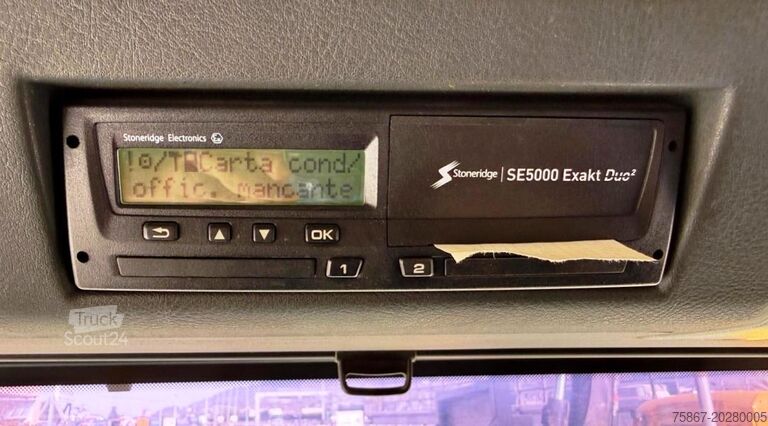 Stoneridge Electronics
!⊙/T Carta cond/
offic. mancante
Stoneridge | SE5000 Exakt Duo²
OK
1
2
Truck
Scout24
75867-20280005